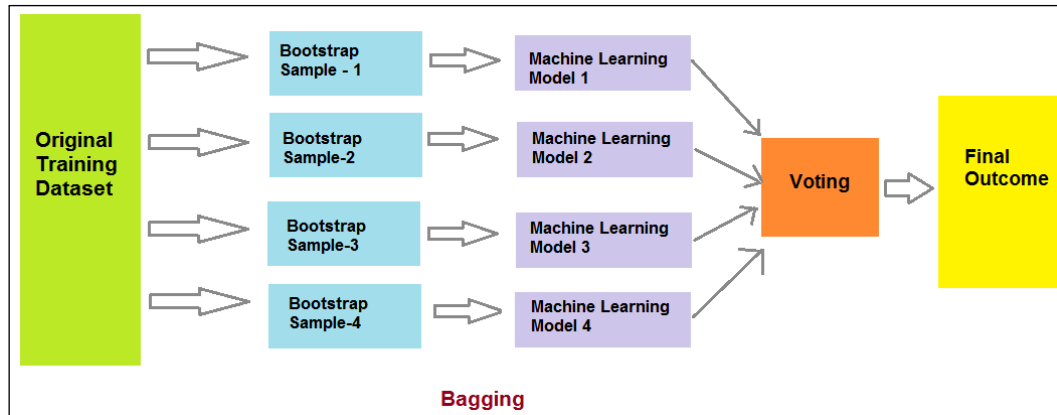 Original
Training
Dataset
Bootstrap
Sample - 1
Machine Learning
Model 1
Bootstrap
Sample-2
Machine Learning
Model 2
Bootstrap
Sample-3
Machine Learning
Model 3
Bootstrap
Sample-4
Machine Learning
Model 4
Voting
Final
Outcome
Bagging